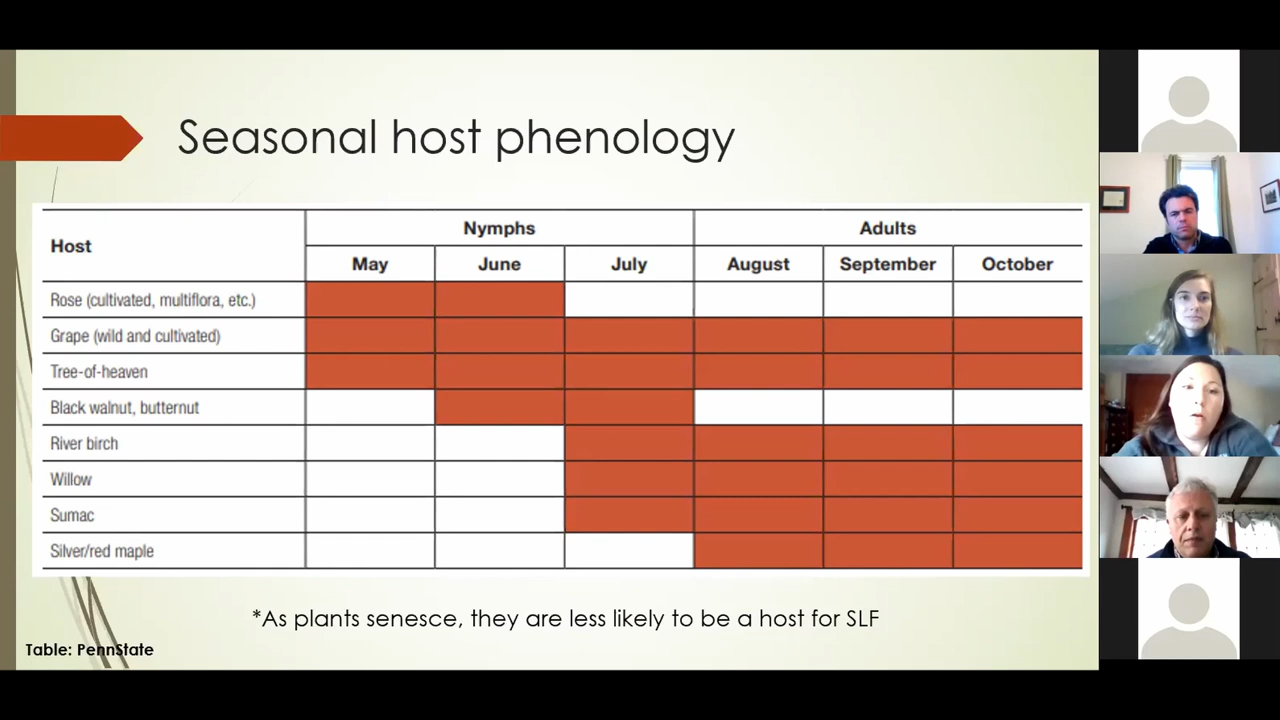 Seasonal host phenology
Host
Nymphs
Adults
May
June
July
August
September
October
Rose (cultivated, multiflora, etc.)
Grape (wild and cultivated)
Tree-of-heaven
Black walnut, butternut
River birch
Willow
Sumac
Silver/red maple
*As plants senesce, they are less likely to be a host for SLF
Table: PennState